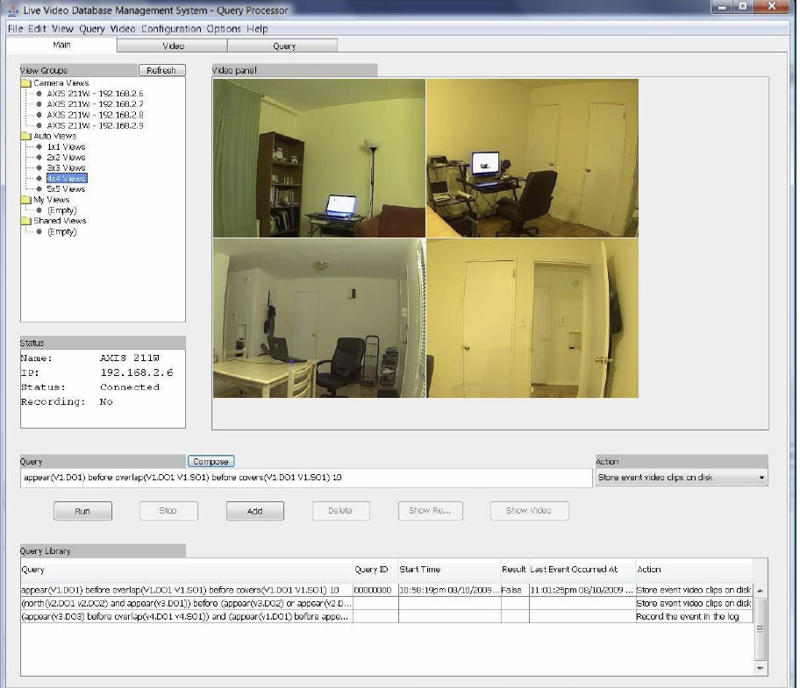 Live Video Database Management System - Query Processor
File Edit View Query Video Configuration Options Help
Main Video Query
View Groups Refresh Video panel
Camera Views
AXIS 211W - 192.168.2.6
AXIS 211W - 192.168.2.7
AXIS 211W - 192.168.2.8
AXIS 211W - 192.168.2.9
Auto Views
1x1 Views
2x2 Views
3x3 Views
4x4 Views
5x5 Views
My Views
(Empty)
Shared Views
(Empty)
Status
Name: AXIS 211W
IP: 192.168.2.6
Status: Connected
Recording: No
Query Compose Action
appear(V1.DO1) before overlap(V1.DO1 V1.SO1) before covers(V1.DO1 V1.SO1) 10 Store event video clips on disk
Run Stop Add Delete Show Re... Show Video
Query Library
Query Query ID Start Time Result Last Event Occurred At Action
appear(V1.DO1) before overlap(V1.DO1 V1.SO1) before covers(V1.DO1 V1.SO1) 10 00000000 10:58:19pm 08/10/2009... False 11:01:25pm 08/10/2009 ... Store event video clips on disk
(north(v2.DO1 v2.DO2) and appear(v3.DO1)) before (appear(v3.DO2) or appear(v2.D... Store event video clips on disk
(appear(v3.DO3) before overlap(v4.DO1 v4.SO1)) and (appear(v1.DO1) before appe... Record the event in the log